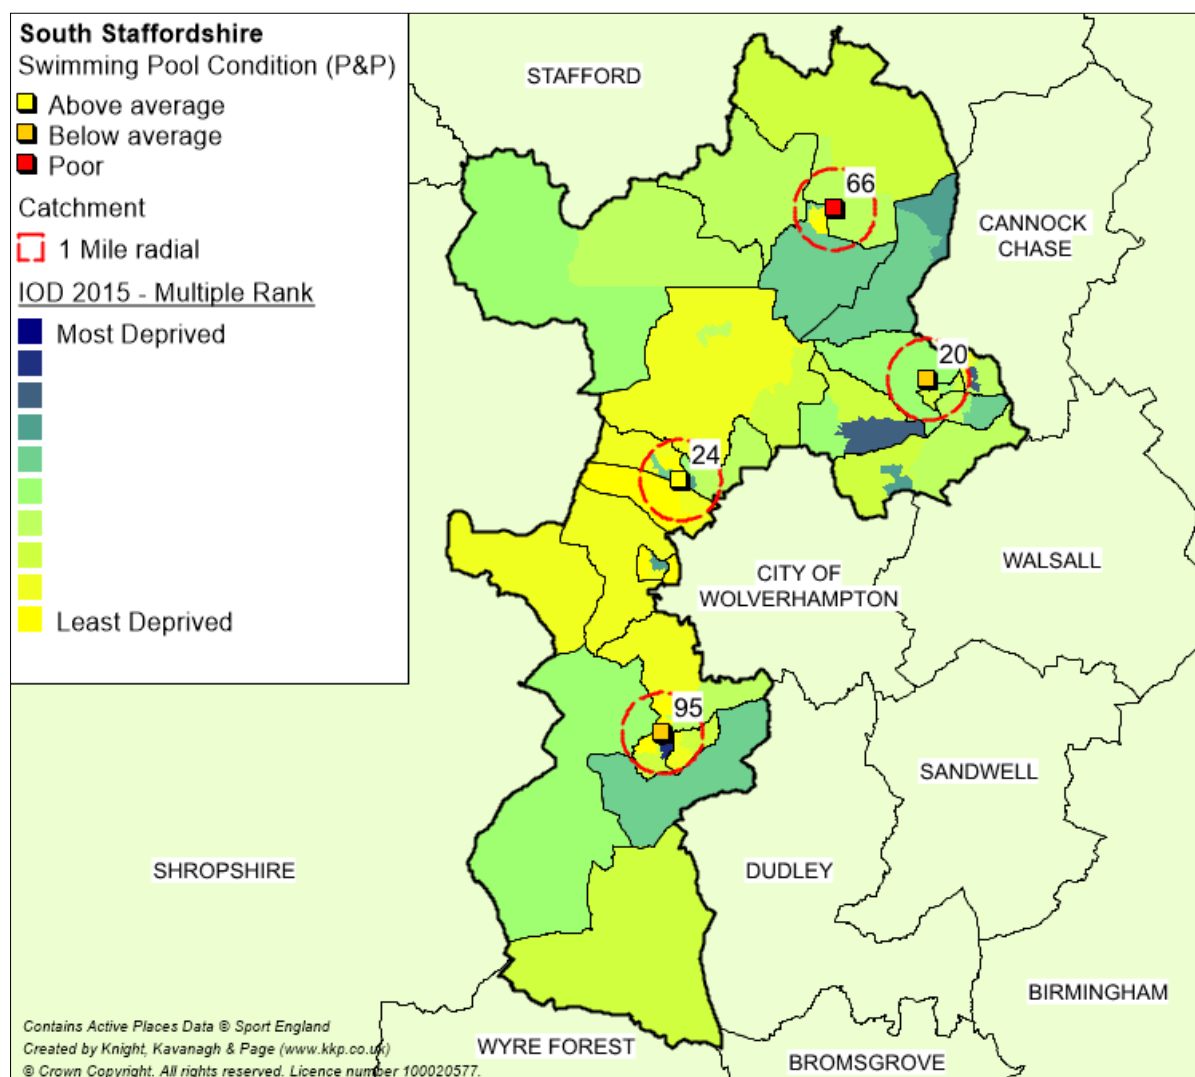 South Staffordshire
Swimming Pool Condition (P&P)
Above average
Below average
Poor
Catchment
1 Mile radial
IOD 2015 - Multiple Rank
Most Deprived
Least Deprived
STAFFORD
66
CANNOCK
CHASE
20
24
WALSALL
CITY OF
WOLVERHAMPTON
95
SANDWELL
SHROPSHIRE
DUDLEY
BIRMINGHAM
WYRE FOREST
BROMSGROVE
Contains Active Places Data © Sport England
Created by Knight, Kavanagh & Page (www.kkp.co.uk)
© Crown Copyright. All rights reserved. Licence number 100020577.